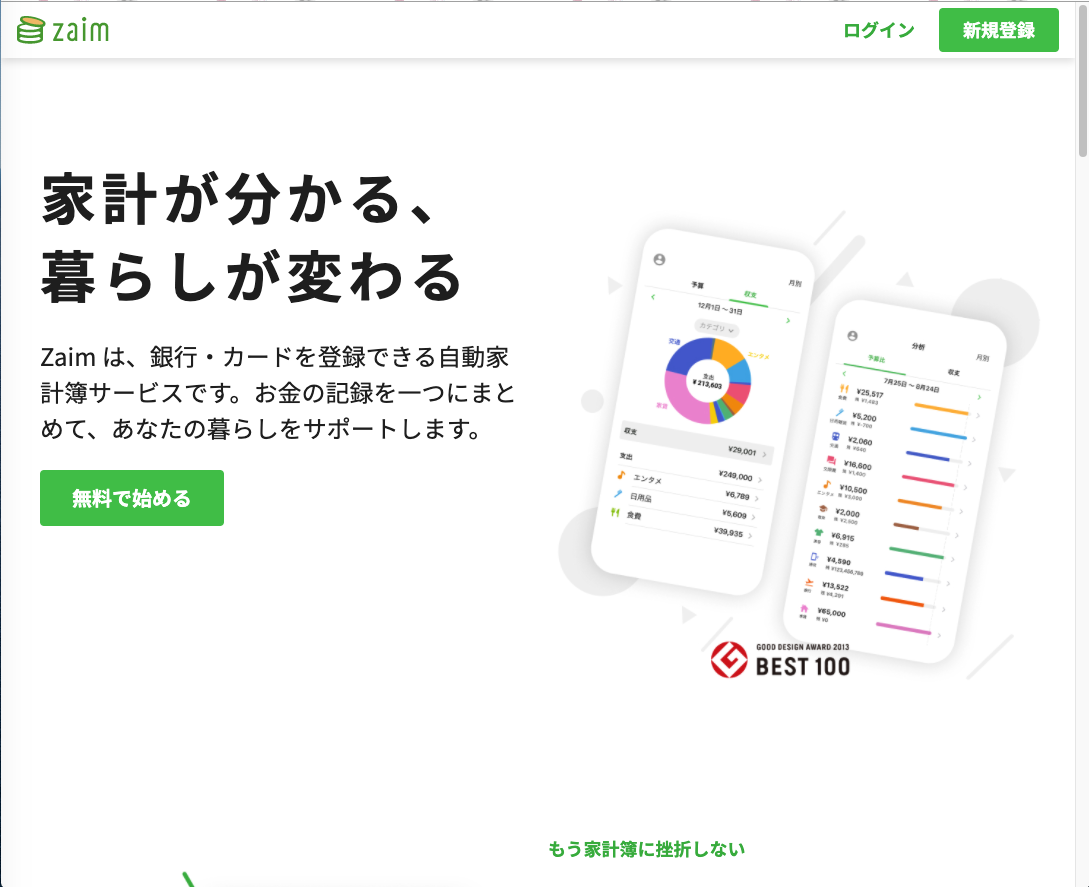 zaim
ログイン
新規登録
家計が分かる、
暮らしが変わる
Zaim は、銀行・カードを登録できる自動家
計簿サービスです。お金の記録を一つにまと
めて、あなたの暮らしをサポートします。
無料で始める
予算
収支
月別
12月1日 〜 31日
カテゴリ
交通
エンタメ
支出
¥213,603
家賃
収支
¥29,001
支出
¥249,000
エンタメ
¥6,789
日用品
¥5,609
食費
¥39,935
分析
月別
予算比
収支
7月25日 〜 8月24日
¥25,517
食費
¥5,200
¥2,060
¥16,600
¥10,500
エンタメ
¥2,000
¥6,915
¥4,590
¥13,522
¥65,000
GOOD DESIGN AWARD 2013
BEST 100
もう家計簿に挫折しない